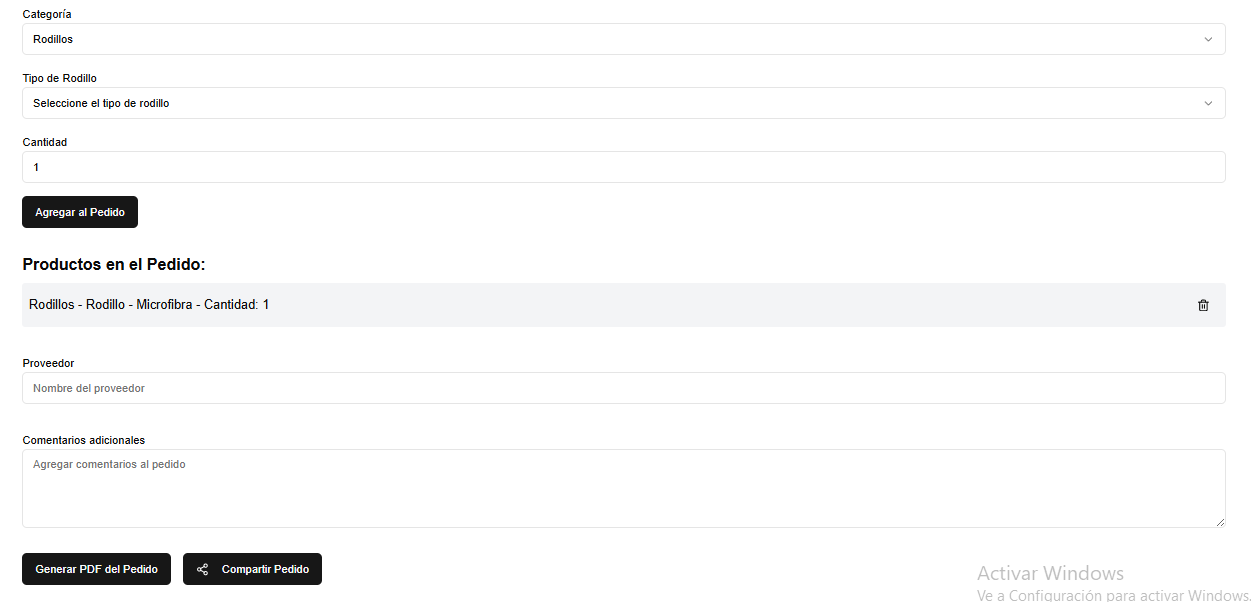 Categoría
Rodillos
Tipo de Rodillo
Seleccione el tipo de rodillo
Cantidad
1
Agregar al Pedido
Productos en el Pedido:
Rodillos - Rodillo - Microfibra - Cantidad: 1
Proveedor
Nombre del proveedor
Comentarios adicionales
Agregar comentarios al pedido
Generar PDF del Pedido
Compartir Pedido
Activar Windows
Ve a Configuración para activar Windows.